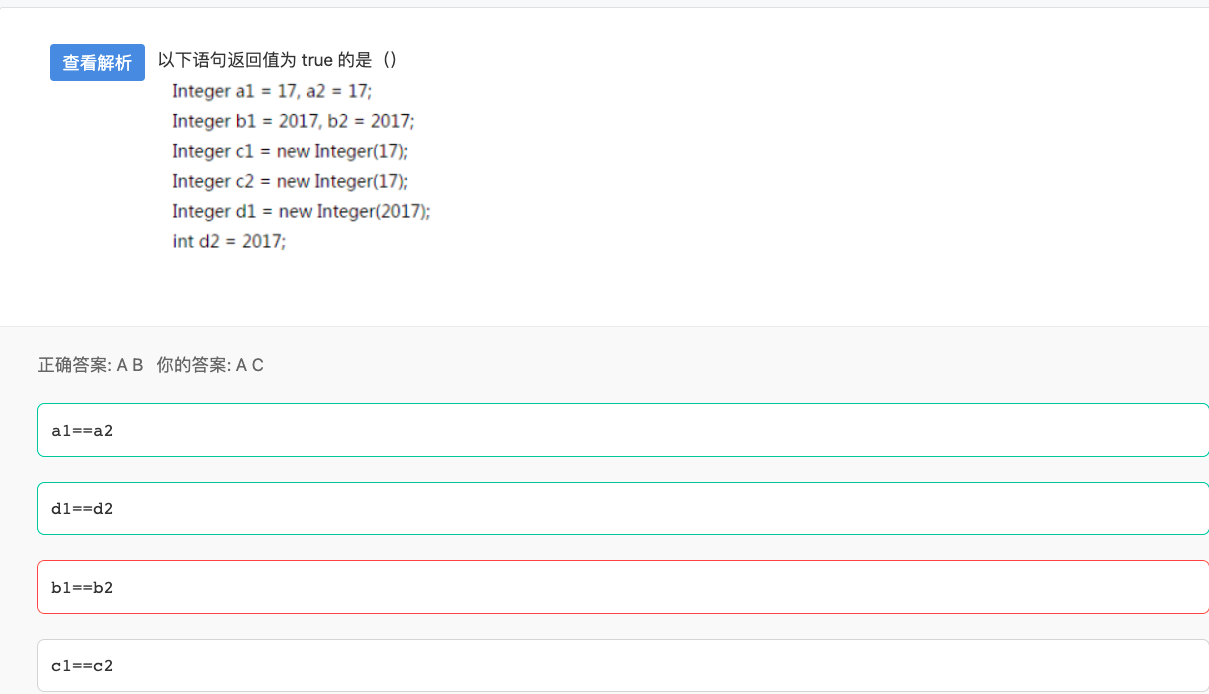 查看解析 以下语句返回值为 true 的是（）
Integer a1 = 17, a2 = 17;
Integer b1 = 2017, b2 = 2017;
Integer c1 = new Integer(17);
Integer c2 = new Integer(17);
Integer d1 = new Integer(2017);
int d2 = 2017;
正确答案: A B 你的答案: A C
a1==a2
d1==d2
b1==b2
c1==c2